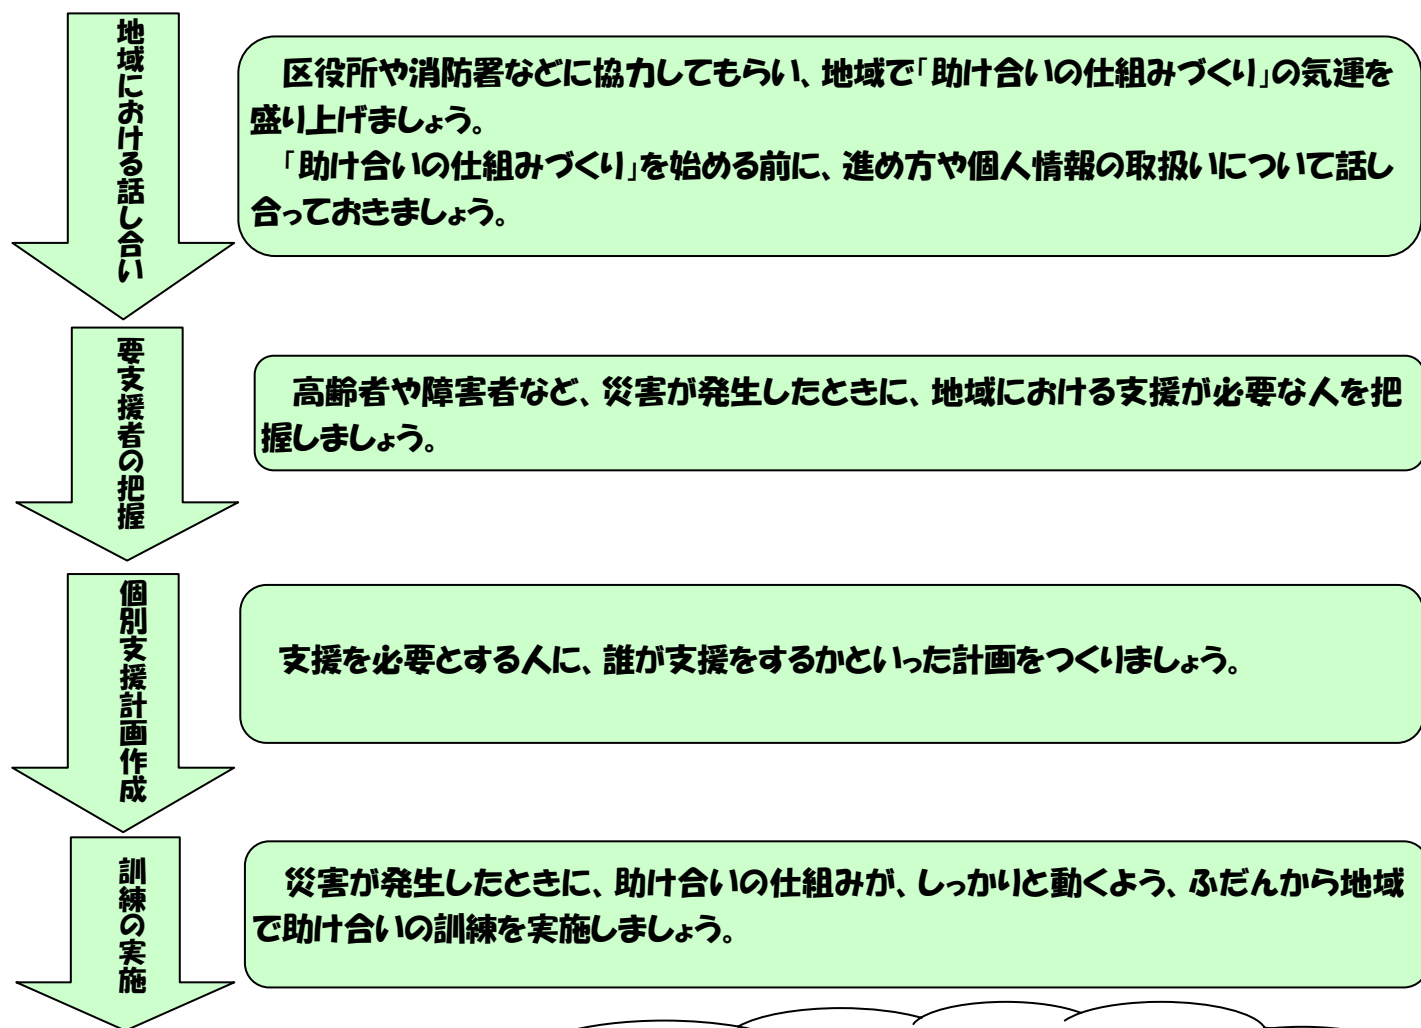 地域における話し合い
区役所や消防署などに協力してもらい、地域で「助け合いの仕組みづくり」の気運を
盛り上げましょう。
「助け合いの仕組みづくり」を始める前に、進め方や個人情報の取扱いについて話し
合っておきましょう。
要支援者の把握
高齢者や障害者など、災害が発生したときに、地域における支援が必要な人を把
握しましょう。
個別支援計画作成
支援を必要とする人に、誰が支援をするかといった計画をつくりましょう。
訓練の実施
災害が発生したときに、助け合いの仕組みが、しっかりと動くよう、ふだんから地域
で助け合いの訓練を実施しましょう。